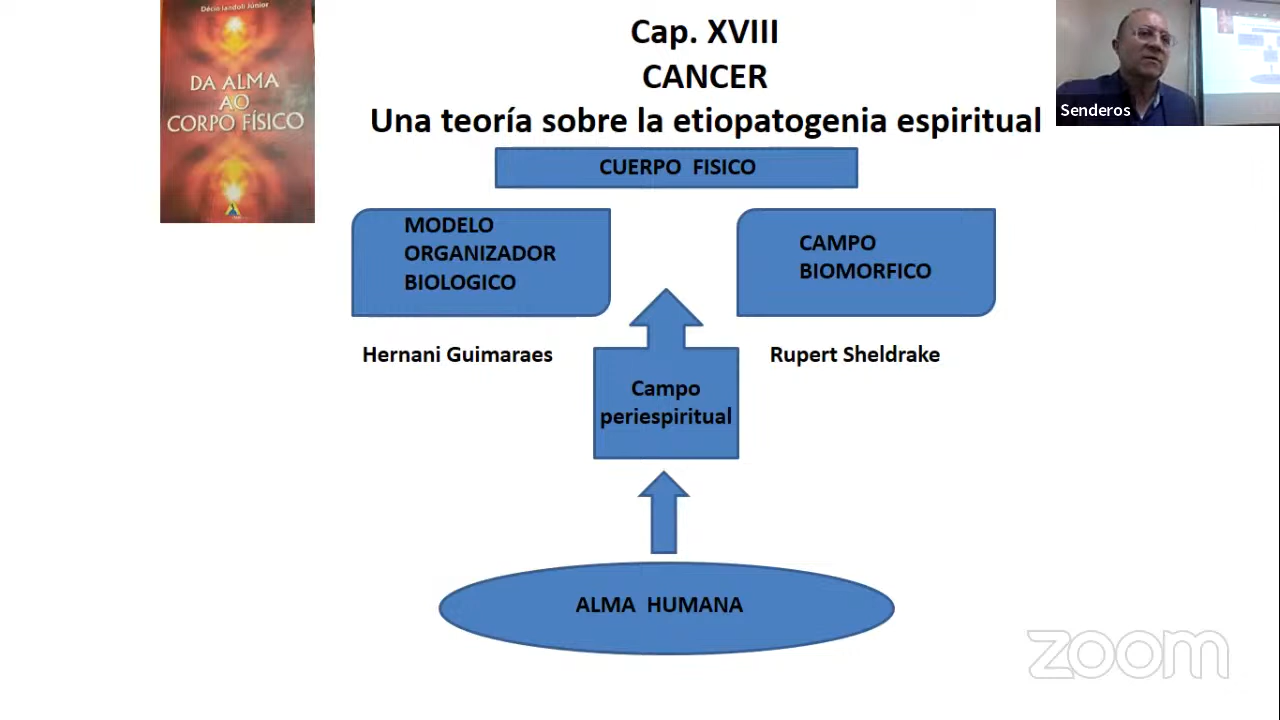 Décio Iandoli Júnior
DA ALMA
AO
CORPO FÍSICO
Cap. XVIII
CANCER
Una teoría sobre la etiopatogenia espiritual
Senderos
CUERPO FISICO
MODELO
ORGANIZADOR
BIOLOGICO
CAMPO
BIOMORFICO
Hernani Guimaraes
Rupert Sheldrake
Campo
periespiritual
ALMA HUMANA
zoom